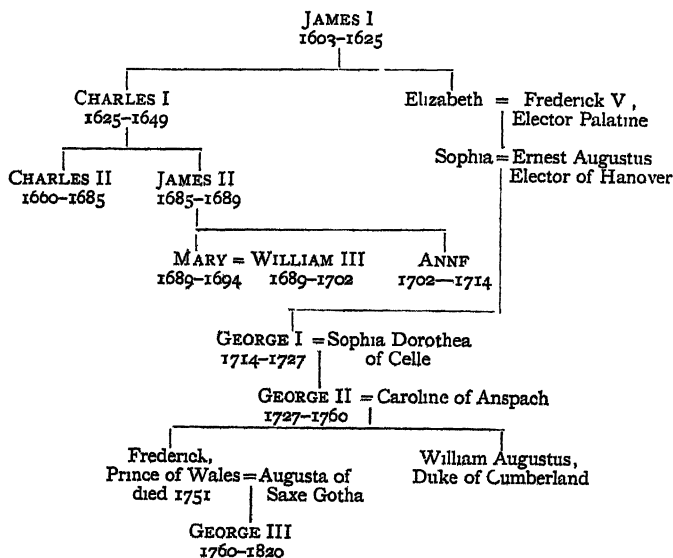 JAMES I
1603–1625
CHARLES I
1625–1649
Elizabeth = Frederick V,
Elector Palatine
Sophia = Ernest Augustus
Elector of Hanover
CHARLES II
1660–1685
JAMES II
1685–1689
MARY = WILLIAM III
1689–1694 1689–1702
ANNF
1702—1714
GEORGE I = Sophia Dorothea
1714–1727 of Celle
GEORGE II = Caroline of Anspach
1727–1760
Frederick,
Prince of Wales = Augusta of
died 1751 Saxe Gotha
William Augustus,
Duke of Cumberland
GEORGE III
1760–1820